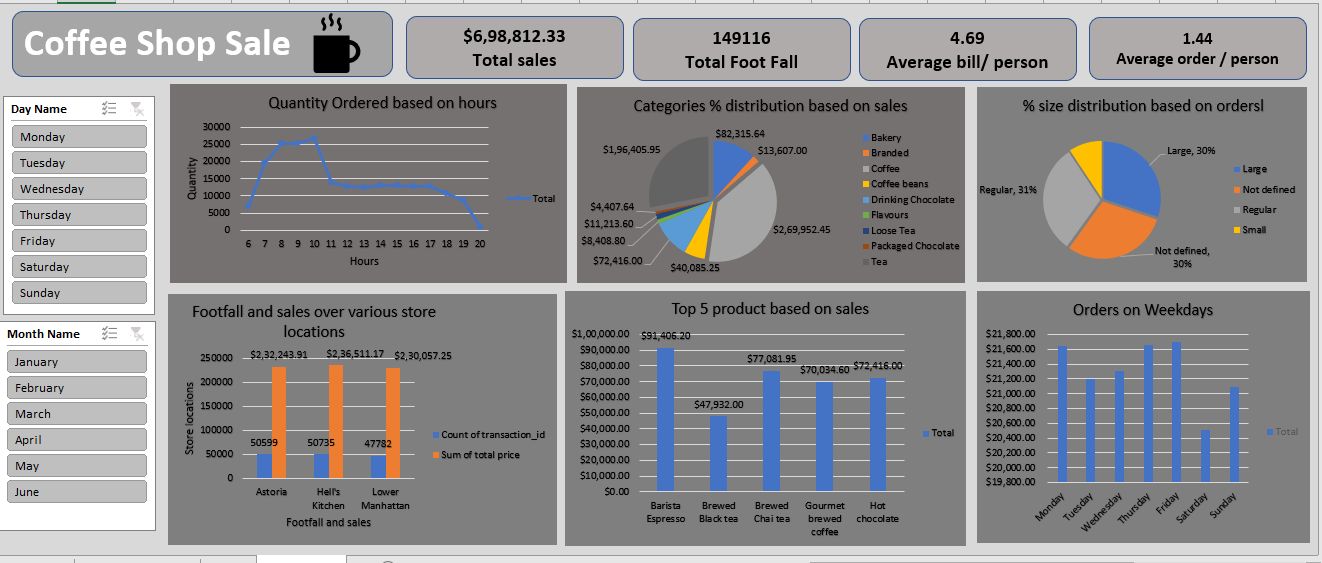 Coffee Shop Sale
$6,98,812.33
Total sales
149116
Total Foot Fall
4.69
Average bill/ person
1.44
Average order / person
Day Name
Monday
Tuesday
Wednesday
Thursday
Friday
Saturday
Sunday
Month Name
January
February
March
April
May
June
Quantity Ordered based on hours
Quantity
30000
25000
20000
15000
10000
5000
0
6 7 8 9 10 11 12 13 14 15 16 17 18 19 20
Hours
Total
Categories % distribution based on sales
$82,315.64
$13,607.00
$2,69,952.45
$40,085.25
$72,416.00
$8,408.80
$11,213.60
$4,407.64
$1,96,405.95
Bakery
Branded
Coffee
Coffee beans
Drinking Chocolate
Flavours
Loose Tea
Packaged Chocolate
Tea
% size distribution based on ordersl
Large, 30%
Regular, 31%
Not defined,
30%
Large
Not defined
Regular
Small
Footfall and sales over various store
locations
Store locations
250000
200000
150000
100000
50000
0
$2,32,243.91
$2,36,511.17
$2,30,057.25
50599
50735
47782
Astoria
Hell's
Kitchen
Lower
Manhattan
Footfall and sales
Count of transaction_id
Sum of total price
Top 5 product based on sales
$1,00,000.00
$90,000.00
$80,000.00
$70,000.00
$60,000.00
$50,000.00
$40,000.00
$30,000.00
$20,000.00
$10,000.00
$0.00
$91,406.20
$47,932.00
$77,081.95
$70,034.60
$72,416.00
Barista
Espresso
Brewed
Black tea
Brewed
Chai tea
Gourmet
brewed
coffee
Hot
chocolate
Total
Orders on Weekdays
$21,800.00
$21,600.00
$21,400.00
$21,200.00
$21,000.00
$20,800.00
$20,600.00
$20,400.00
$20,200.00
$20,000.00
$19,800.00
Monday
Tuesday
Wednesday
Thursday
Friday
Saturday
Sunday
Total